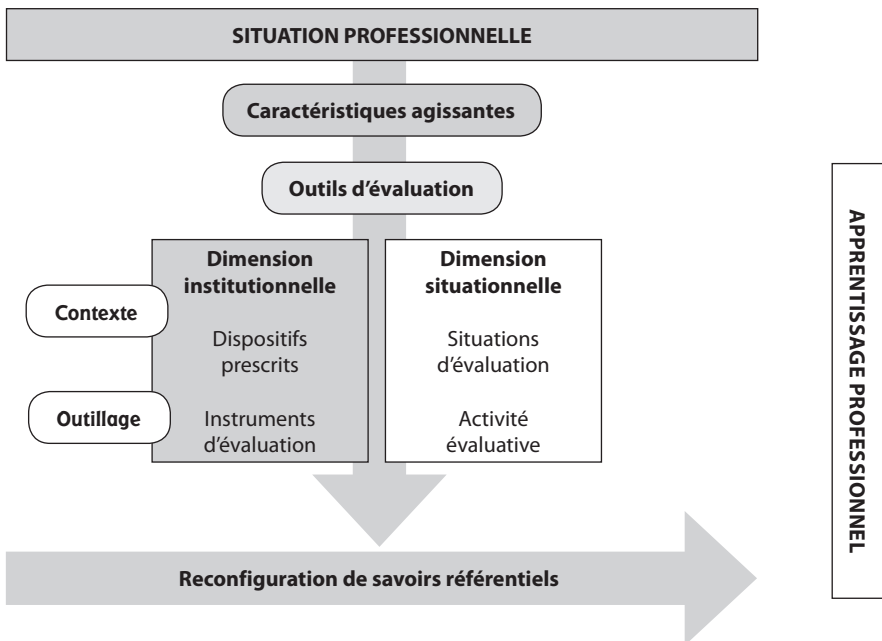 SITUATION PROFESSIONNELLE
Caractéristiques agissantes
Outils d'évaluation
Dimension
institutionnelle
Dimension
situationnelle
Contexte
Dispositifs
prescrits
Situations
d'évaluation
Outillage
Instruments
d'évaluation
Activité
évaluative
Reconfiguration de savoirs référentiels
APPRENTISSAGE PROFESSIONNEL